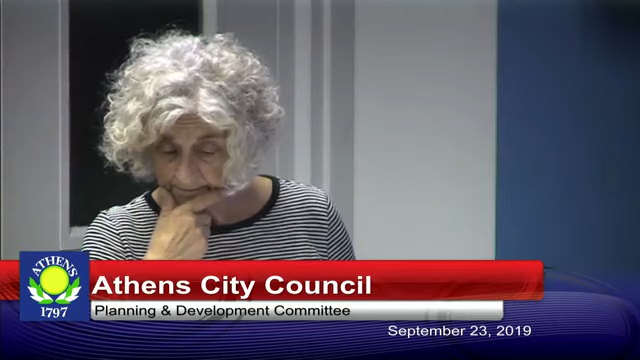 ATHENS
1797
Athens City Council
Planning & Development Committee
September 23, 2019